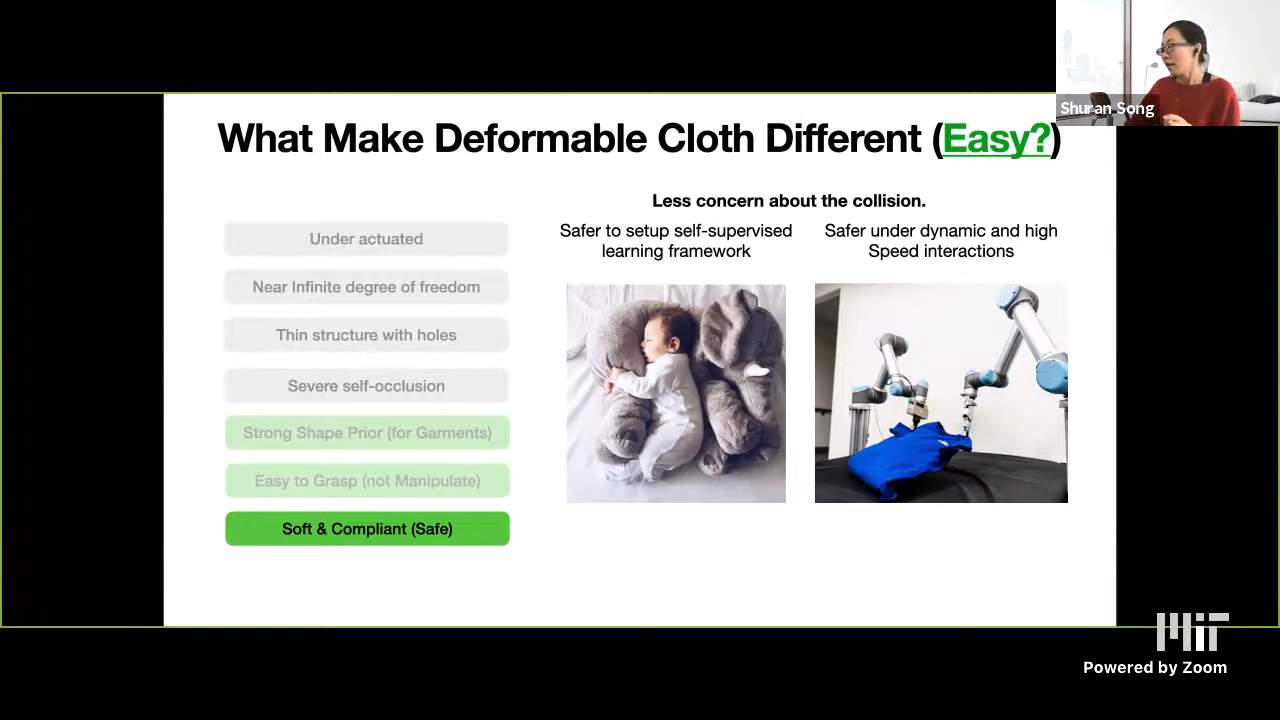 Shuran Song
What Make Deformable Cloth Different (Easy?)
Less concern about the collision.
Safer to setup self-supervised
learning framework
Safer under dynamic and high
Speed interactions
Under actuated
Near Infinite degree of freedom
Thin structure with holes
Severe self-occlusion
Strong Shape Prior (for Garments)
Easy to Grasp (not Manipulate)
Soft & Compliant (Safe)
MIT
Powered by Zoom